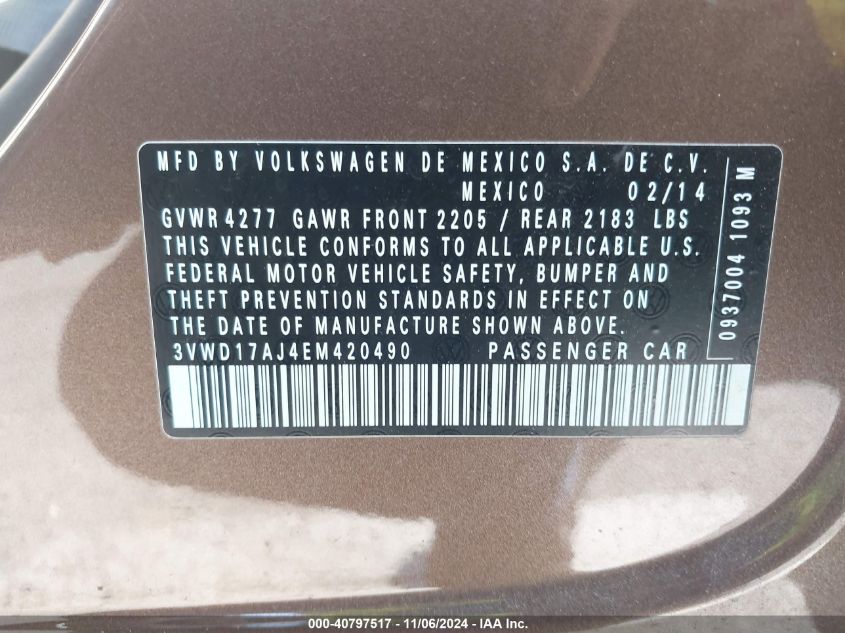 MFD BY VOLKSWAGEN DE MEXICO S.A. DE C.V.
MEXICO 02/14
GVWR 4277 GAWR FRONT 2205 / REAR 2183 LBS
THIS VEHICLE CONFORMS TO ALL APPLICABLE U.S.
FEDERAL MOTOR VEHICLE SAFETY, BUMPER AND
THEFT PREVENTION STANDARDS IN EFFECT ON
THE DATE OF MANUFACTURE SHOWN ABOVE.
3VWD17AJ4EM420490 PASSENGER CAR
0937004 1093 M
000-40797517 - 11/06/2024 - IAA Inc.